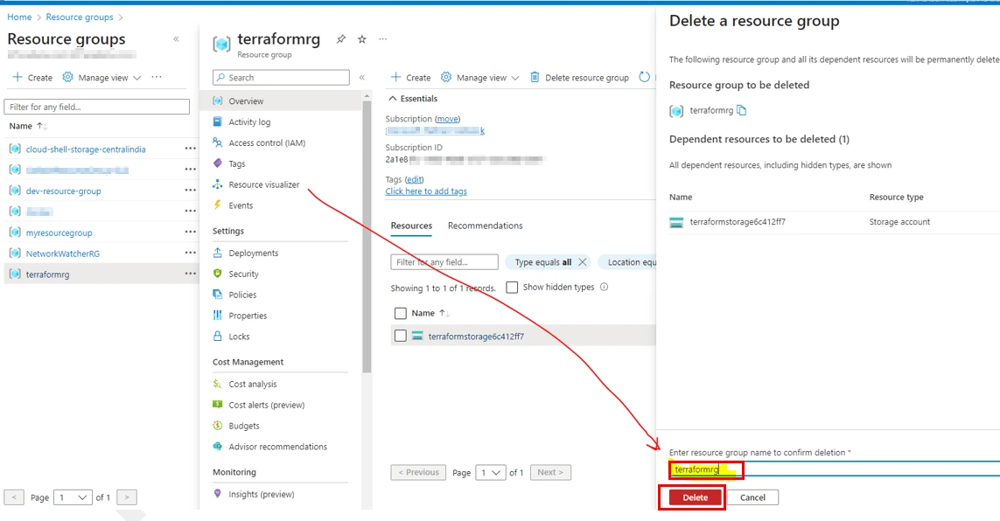 Home > Resource groups >
Resource groups
«
Create
Manage view
Filter for any field...
Name
cloud-shell-storage-centralindia
dev-resource-group
myresourcegroup
NetworkWatcherRG
terraformrg
< Page 1 of 1 >
terraformrg
Resource group
Search
«
Overview
Activity log
Access control (IAM)
Tags
Resource visualizer
Events
Settings
Deployments
Security
Policies
Properties
Locks
Cost Management
Cost analysis
Cost alerts (preview)
Budgets
Advisor recommendations
Monitoring
Insights (preview)
Create
Manage view
Delete resource group
Essentials
Subscription (move)
Subscription ID
2a1e8
Tags (edit)
Click here to add tags
Resources
Recommendations
Filter for any field...
Type equals all
Location equ
Showing 1 to 1 of 1 records.
Show hidden types
Name
terraformstorage6c412ff7
< Previous Page 1 of 1 Next >
Delete a resource group
The following resource group and all its dependent resources will be permanently delete
Resource group to be deleted
terraformrg
Dependent resources to be deleted (1)
All dependent resources, including hidden types, are shown
Name Resource type
terraformstorage6c412ff7 Storage account
Enter resource group name to confirm deletion *
terraformrg
Delete Cancel